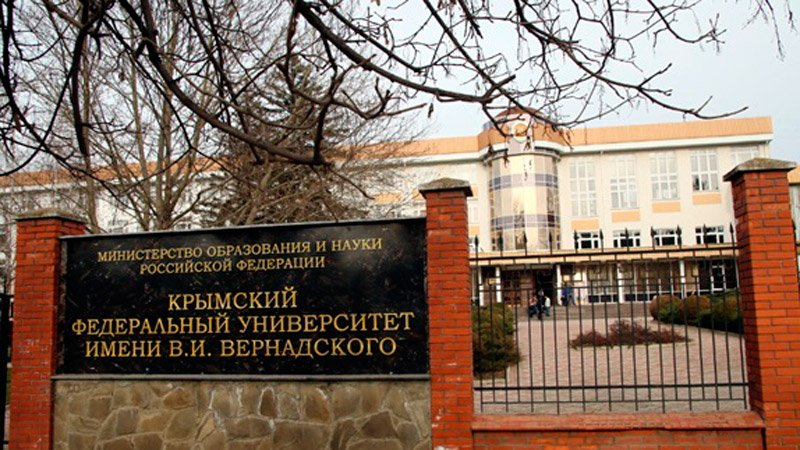 МИНИСТЕРСТВО ОБРАЗОВАНИЯ И НАУКИ
РОССИЙСКОЙ ФЕДЕРАЦИИ
КРЫМСКИЙ
ФЕДЕРАЛЬНЫЙ УНИВЕРСИТЕТ
ИМЕНИ В.И. ВЕРНАДСКОГО